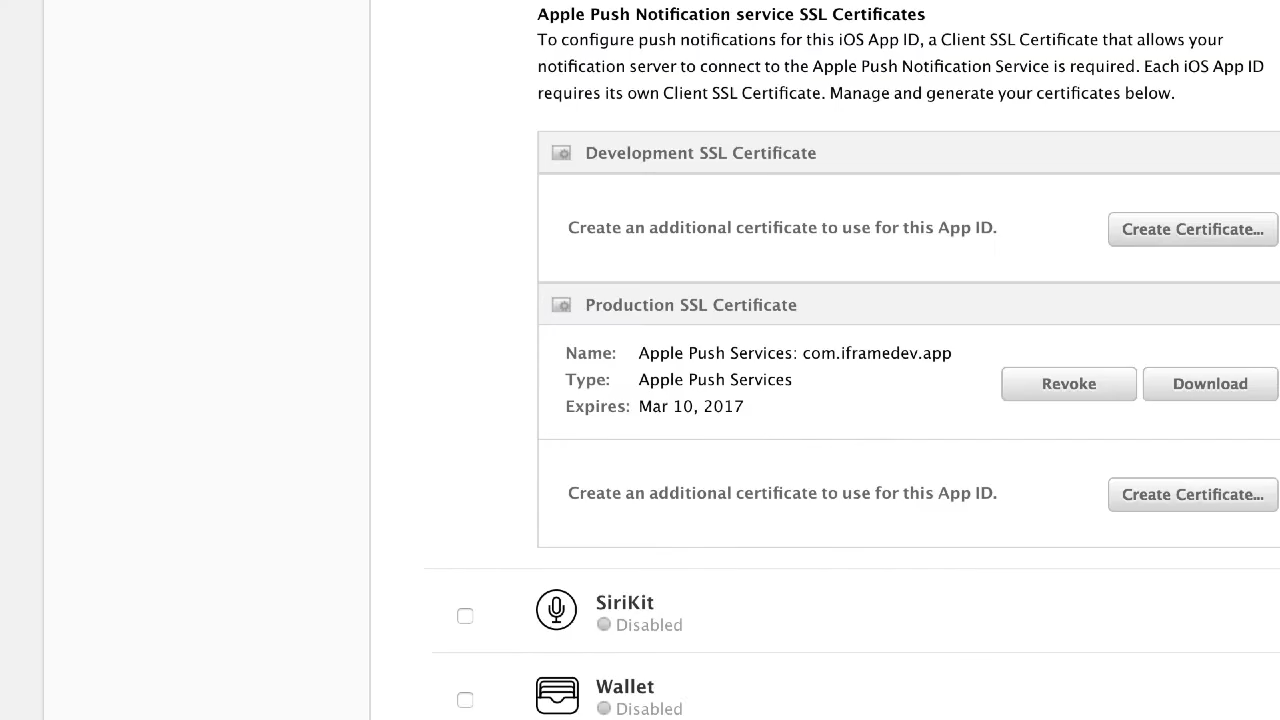 Apple Push Notification service SSL Certificates
To configure push notifications for this iOS App ID, a Client SSL Certificate that allows your
notification server to connect to the Apple Push Notification Service is required. Each iOS App ID
requires its own Client SSL Certificate. Manage and generate your certificates below.
Development SSL Certificate
Create an additional certificate to use for this App ID.
Create Certificate...
Production SSL Certificate
Name: Apple Push Services: com.iframedev.app
Type: Apple Push Services
Expires: Mar 10, 2017
Revoke
Download
Create an additional certificate to use for this App ID.
Create Certificate...
SiriKit
Disabled
Wallet
Disabled